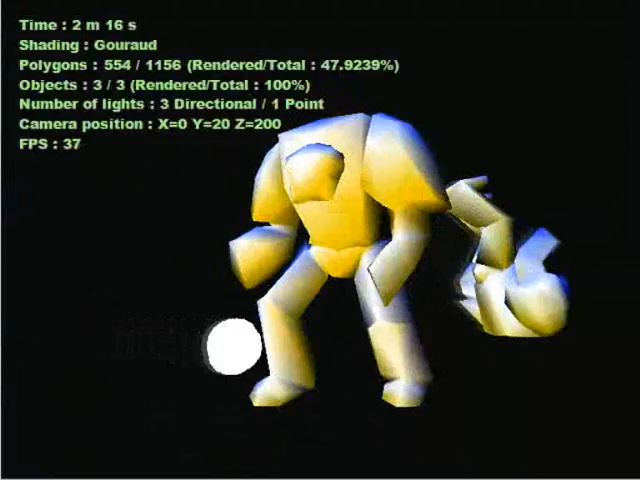 Time : 2 m 16 s
Shading : Gouraud
Polygons : 554 / 1156 (Rendered/Total : 47.9239%)
Objects : 3 / 3 (Rendered/Total : 100%)
Number of lights : 3 Directional / 1 Point
Camera position : X=0 Y=20 Z=200
FPS : 37